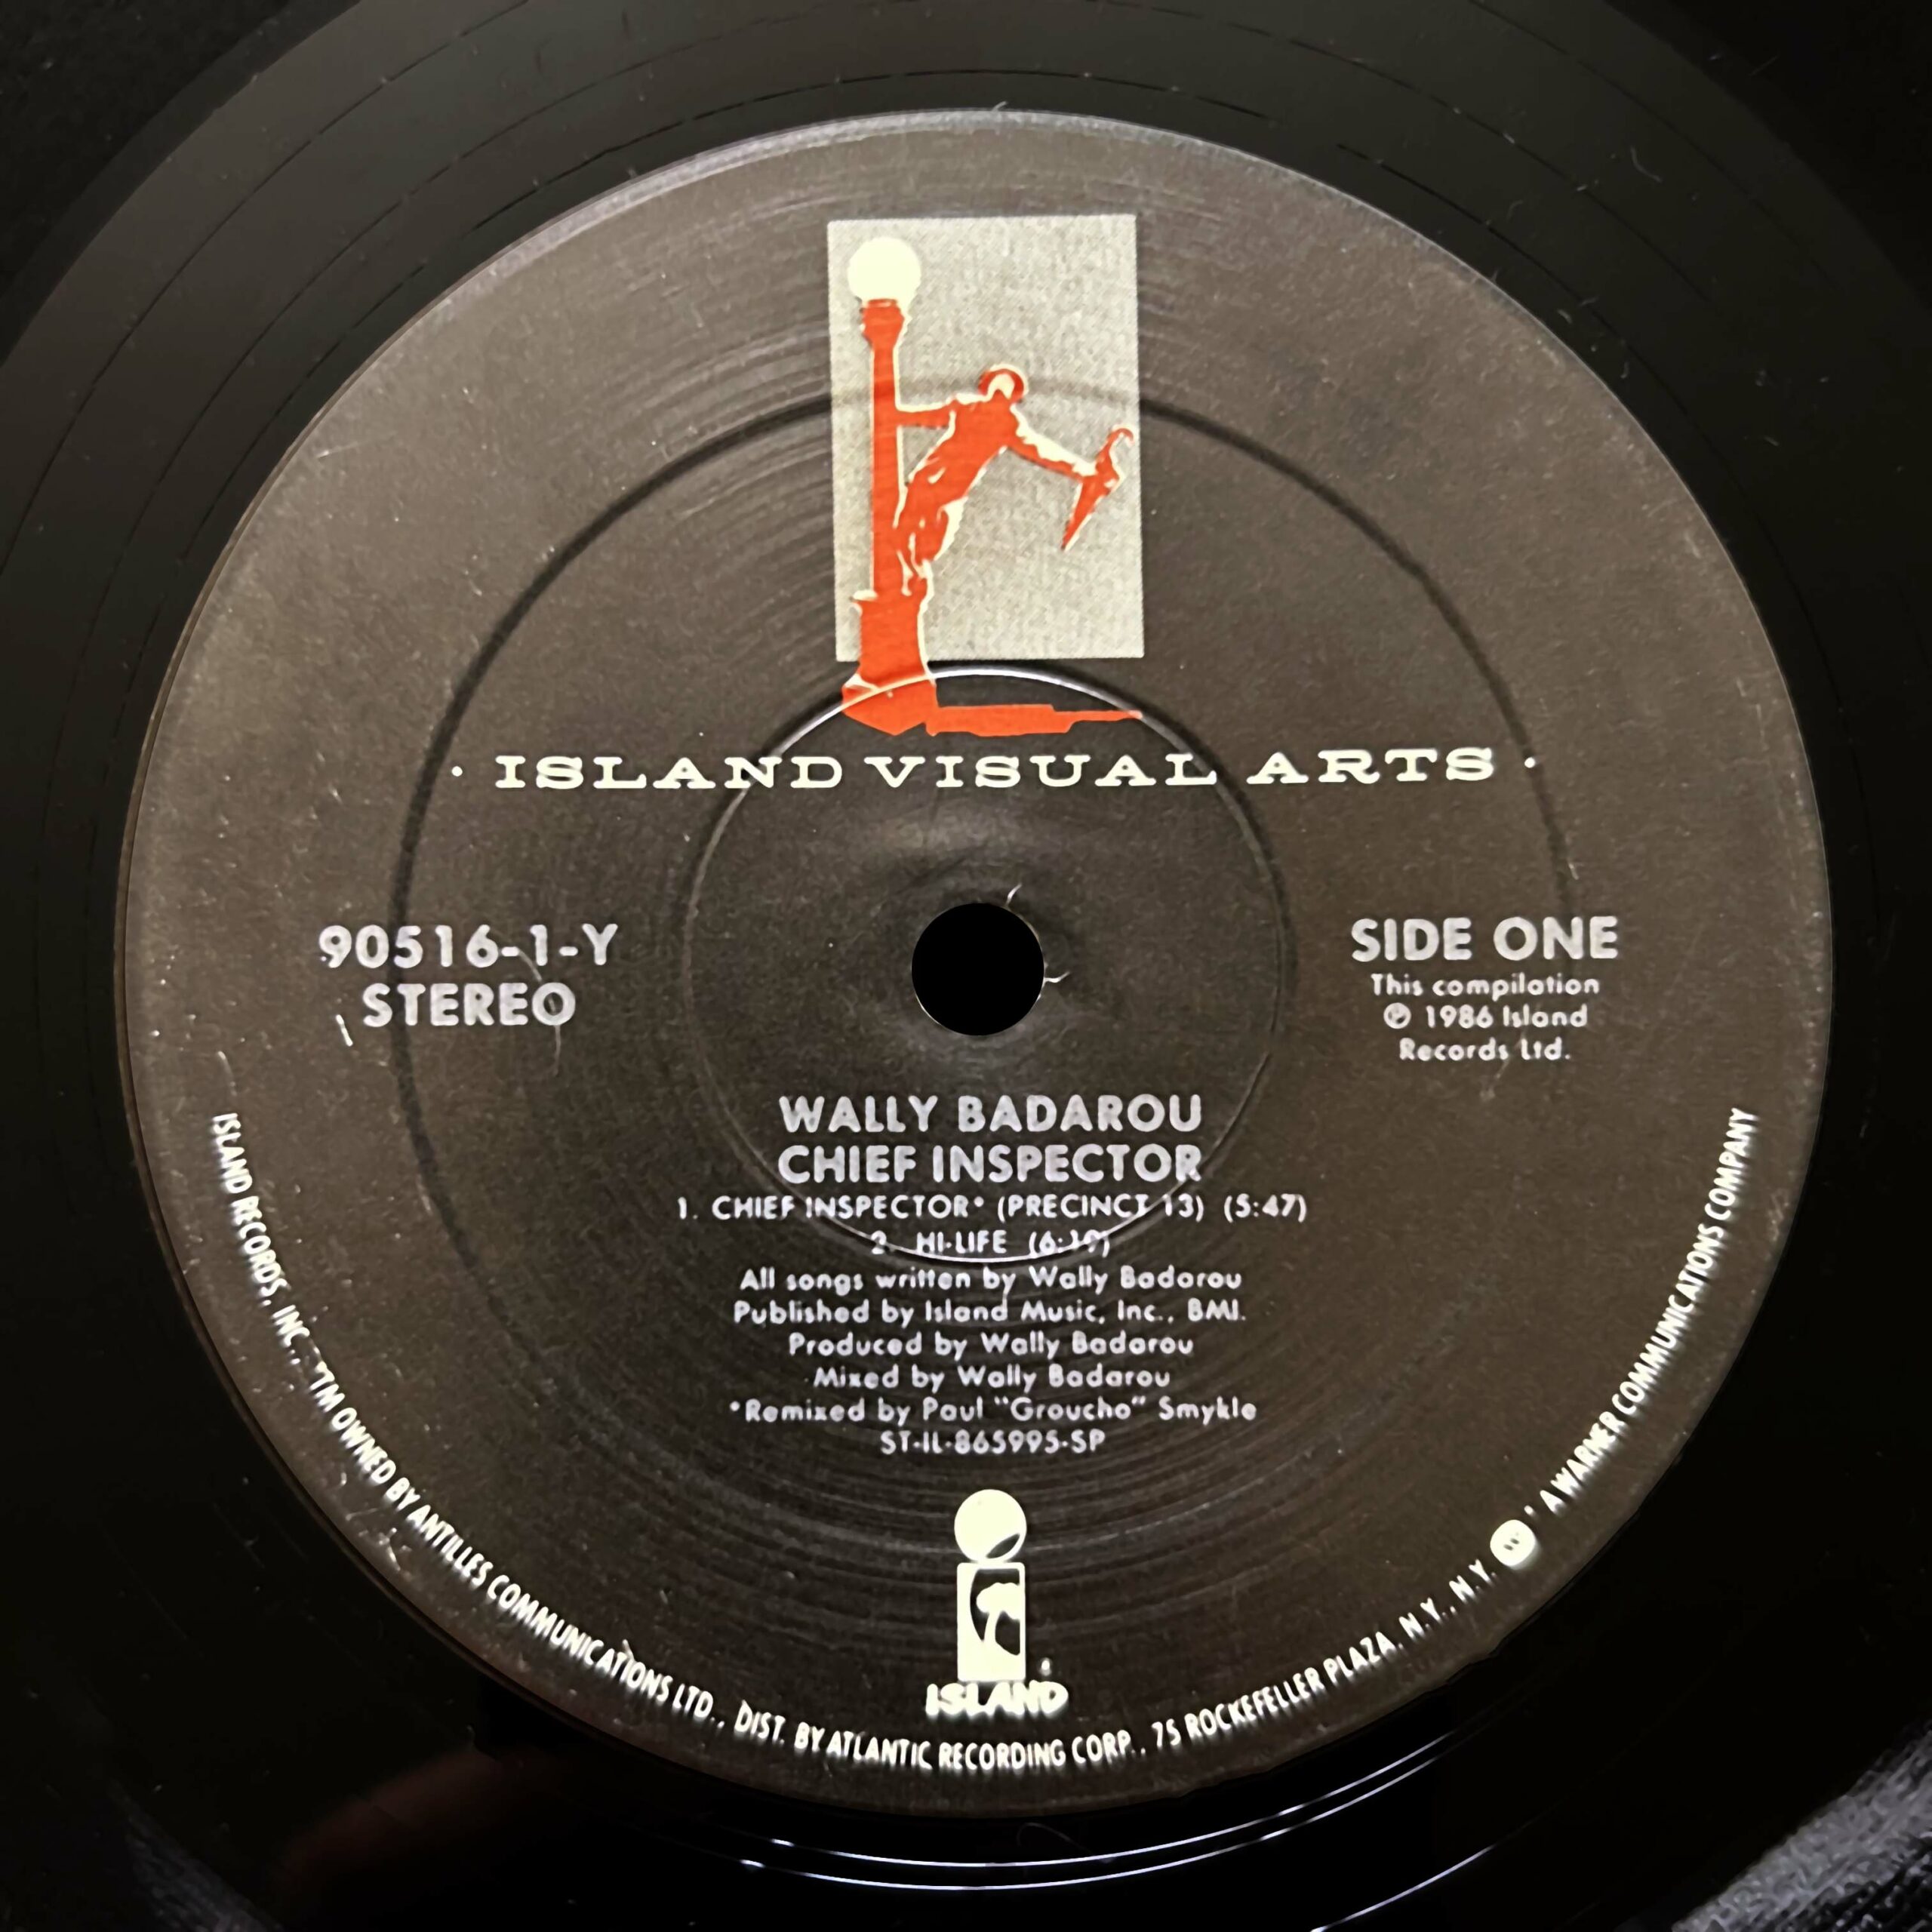 · ISLAND VISUAL ARTS ·
90516-1-Y
STEREO
SIDE ONE
This compilation
℗ 1986 Island
Records Ltd.
WALLY BADAROU
CHIEF INSPECTOR
1. CHIEF INSPECTOR* (PRECINCT 13) (5:47)
2. HI-LIFE (6:10)
All songs written by Wally Badarou
Published by Island Music, Inc., BMI.
Produced by Wally Badarou
Mixed by Wally Badarou
*Remixed by Paul "Groucho" Smykle
ST-IL-865995-SP
ISLAND
ISLAND RECORDS, INC., "TM OWNED BY ANTILLES COMMUNICATIONS LTD., DIST. BY ATLANTIC RECORDING CORP., 75 ROCKEFELLER PLAZA, N.Y., N.Y. ' A WARNER COMMUNICATIONS COMPANY